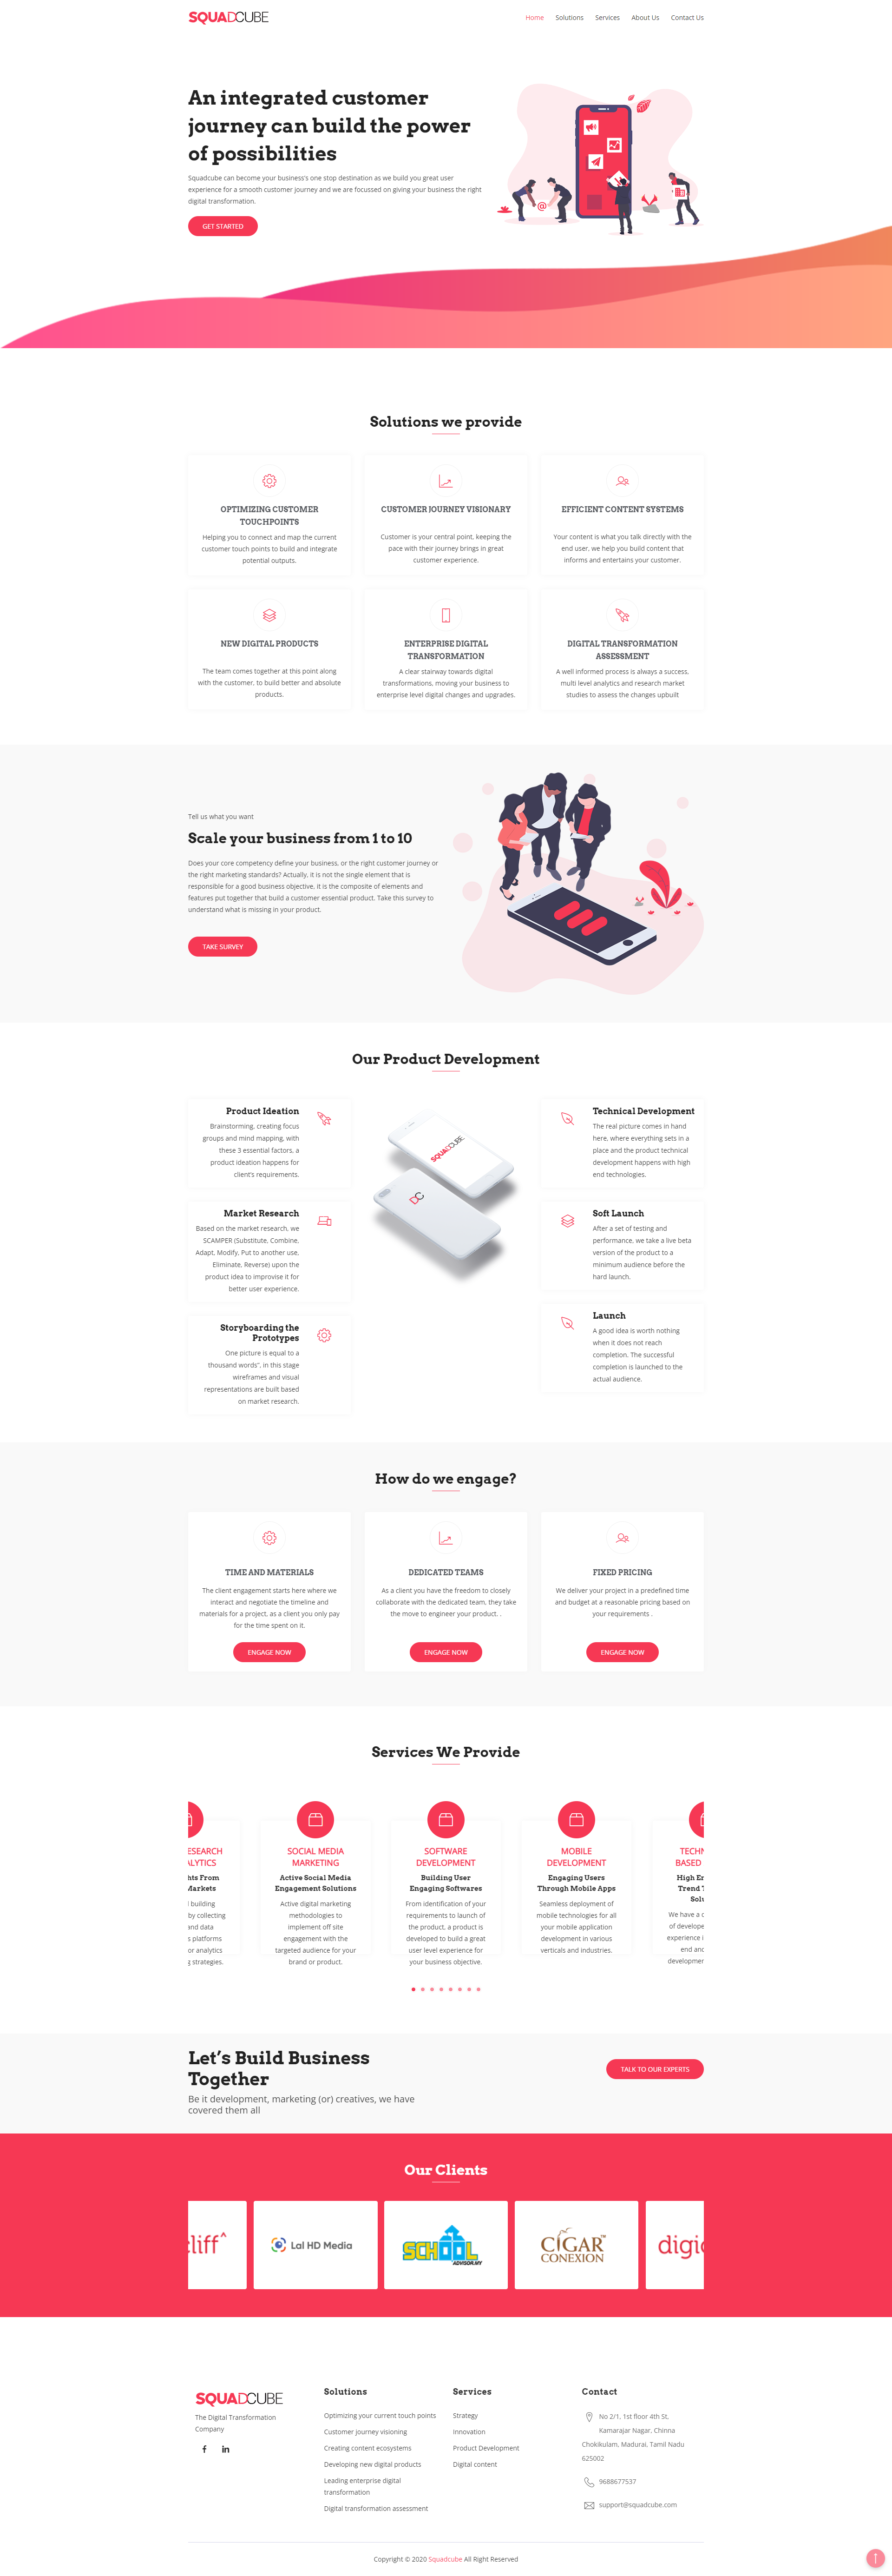 SQUADCUBE
Home Solutions Services About Us Contact Us
An integrated customer
journey can build the power
of possibilities
Squadcube can become your business's one stop destination as we build you great user
experience for a smooth customer journey and we are focussed on giving your business the right
digital transformation.
GET STARTED
Solutions we provide
OPTIMIZING CUSTOMER
TOUCHPOINTS
Helping you to connect and map the current
customer touch points to build and integrate
potential outputs.
CUSTOMER JOURNEY VISIONARY
Customer is your central point, keeping the
pace with their journey brings in great
customer experience.
EFFICIENT CONTENT SYSTEMS
Your content is what you talk directly with the
end user, we help you build content that
informs and entertains your customer.
NEW DIGITAL PRODUCTS
The team comes together at this point along
with the customer, to build better and absolute
products.
ENTERPRISE DIGITAL
TRANSFORMATION
A clear stairway towards digital
transformations, moving your business to
enterprise level digital changes and upgrades.
DIGITAL TRANSFORMATION
ASSESSMENT
A well informed process is always a success,
multi level analytics and research market
studies to assess the changes upbuilt
Tell us what you want
Scale your business from 1 to 10
Does your core competency define your business, or the right customer journey or
the right marketing standards? Actually, it is not the single element that is
responsible for a good business objective. it is the composite of elements and
features put together that build a customer essential product. Take this survey to
understand what is missing in your product.
TAKE SURVEY
Our Product Development
Product Ideation
Brainstorming, creating focus
groups and mind mapping, with
these 3 essential factors, a
product ideation happens for
client's requirements.
Market Research
Based on the market research, we
SCAMPER (Substitute, Combine,
Adapt, Modify, Put to another use,
Eliminate, Reverse) upon the
product idea to improvise it for
better user experience.
Storyboarding the
Prototypes
One picture is equal to a
thousand words", in this stage
wireframes and visual
representations are built based
on market research.
SQUADCUBE
Technical Development
The real picture comes in hand
here, where everything sets in a
place and the product technical
development happens with high
end technologies.
Soft Launch
After a set of testing and
performance, we take a live beta
version of the product to a
minimum audience before the
hard launch.
Launch
A good idea is worth nothing
when it does not reach
completion. The successful
completion is launched to the
actual audience.
How do we engage?
TIME AND MATERIALS
The client engagement starts here where we
interact and negotiate the timeline and
materials for a project, as a client you only pay
for the time spent on it.
ENGAGE NOW
DEDICATED TEAMS
As a client you have the freedom to closely
collaborate with the dedicated team, they take
the move to engineer your product. .
ENGAGE NOW
FIXED PRICING
We deliver your project in a predefined time
and budget at a reasonable pricing based on
your requirements .
ENGAGE NOW
Services We Provide
From
building
by collecting
and data
platforms
or analytics
strategies.
SOCIAL MEDIA
MARKETING
Active Social Media
Engagement Solutions
Active digital marketing
methodologies to
implement off site
engagement with the
targeted audience for your
brand or product.
SOFTWARE
DEVELOPMENT
Building User
Engaging Softwares
From identification of your
requirements to launch of
the product, a product is
developed to build a great
user level experience for
your business objective.
MOBILE
DEVELOPMENT
Engaging Users
Through Mobile Apps
Seamless deployment of
mobile technologies for all
your mobile application
development in various
verticals and industries.
BASED
High
Trend
We have a
of
experience
end
Let's Build Business
Together
Be it development, marketing (or) creatives, we have
covered them all
TALK TO OUR EXPERTS
Our Clients
Lal HD Media
SCHOOL
ADVISOR.MY
CIGAR
CONEXION
SQUADCUBE
The Digital Transformation
Company
Solutions
Optimizing your current touch points
Customer journey visioning
Creating content ecosystems
Developing new digital products
Leading enterprise digital
transformation
Digital transformation assessment
Services
Strategy
Innovation
Product Development
Digital content
Contact
No 2/1, 1st floor 4th St,
Kamarajar Nagar, Chinna
Chokikulam, Madurai, Tamil Nadu
625002
9688677537
support@squadcube.com
Copyright © 2020 Squadcube All Right Reserved